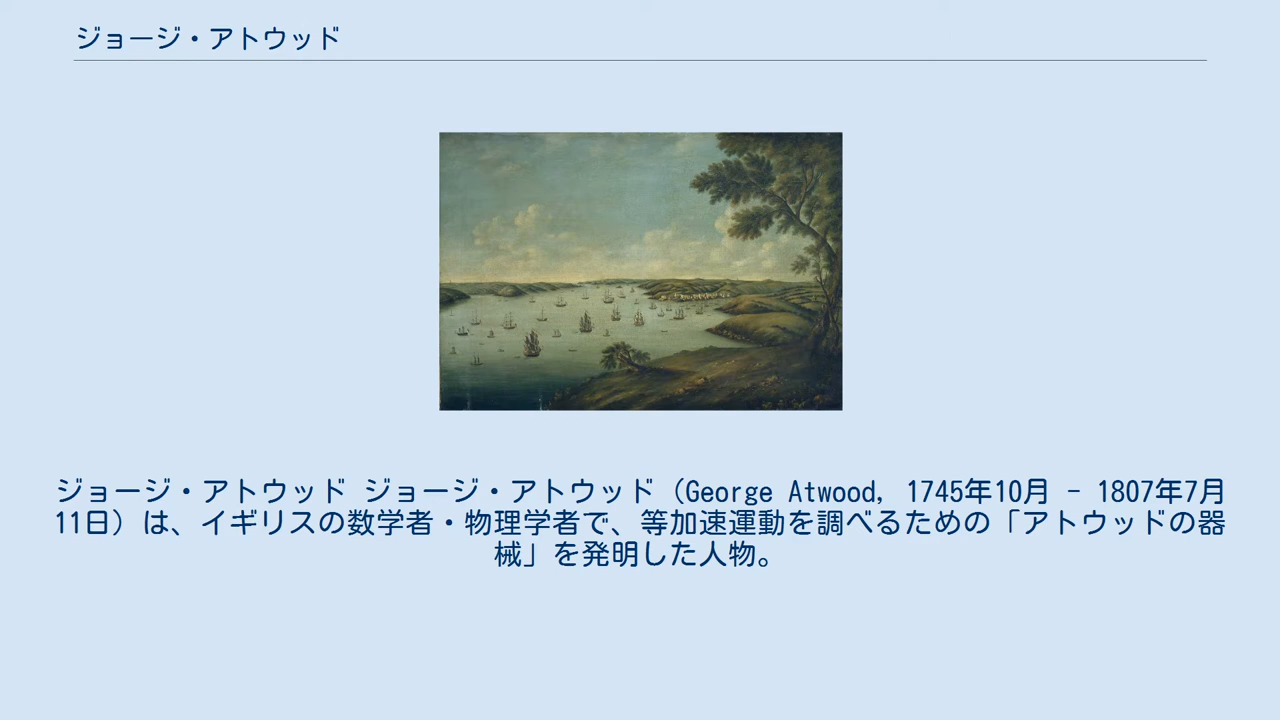 ジョージ・アトウッド
ジョージ・アトウッド ジョージ・アトウッド（George Atwood, 1745年10月 - 1807年7月
11日）は、イギリスの数学者・物理学者で、等加速運動を調べるための「アトウッドの器
械」を発明した人物。